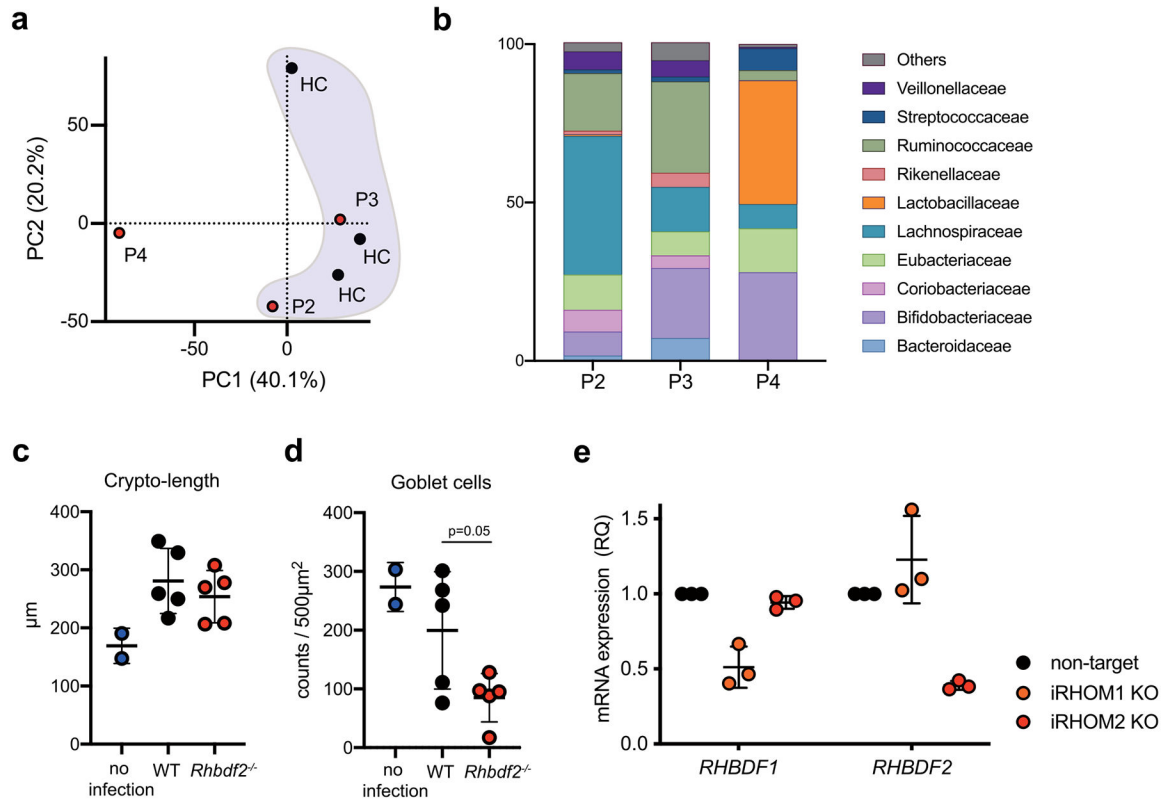 a
PC2 (20.2%)
50
0
-50
HC
P3
HC
HC
P4
P2
-50
0
PC1 (40.1%)
b
100
50
0
P2
P3
P4
Others
Veillonellaceae
Streptococcaceae
Ruminococcaceae
Rikenellaceae
Lactobacillaceae
Lachnospiraceae
Eubacteriaceae
Coriobacteriaceae
Bifidobacteriaceae
Bacteroidaceae
c
Crypto-length
µm
400
300
200
100
0
no
infection
WT
Rhbdf2-/-
d
Goblet cells
counts / 500µm2
400
300
200
100
0
p=0.05
no
infection
WT
Rhbdf2-/-
e
mRNA expression (RQ)
1.5
1.0
0.5
0.0
RHBDF1
RHBDF2
non-target
iRHOM1 KO
iRHOM2 KO